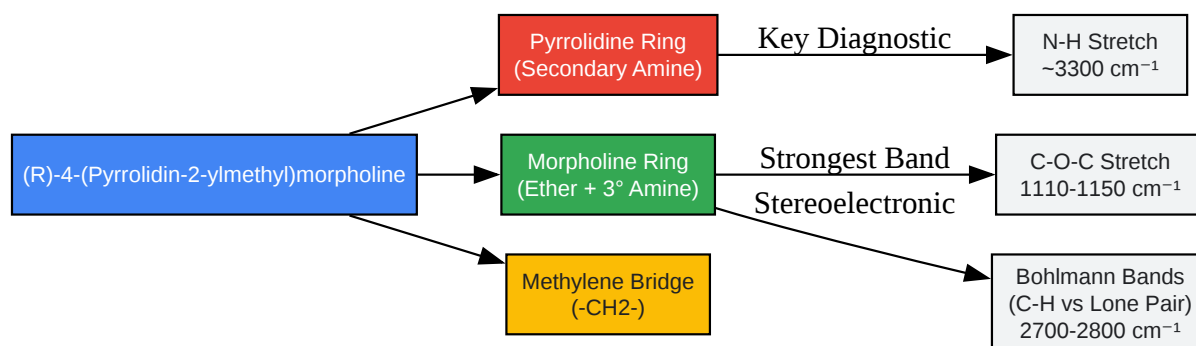 Pyrrolidine Ring
(Secondary Amine)
Key Diagnostic
N-H Stretch
~3300 cm⁻¹
(R)-4-(Pyrrolidin-2-ylmethyl)morpholine
Morpholine Ring
(Ether + 3° Amine)
Strongest Band
C-O-C Stretch
1110-1150 cm⁻¹
Stereoelectronic
Methylene Bridge
(-CH2-)
Bohlmann Bands
(C-H vs Lone Pair)
2700-2800 cm⁻¹